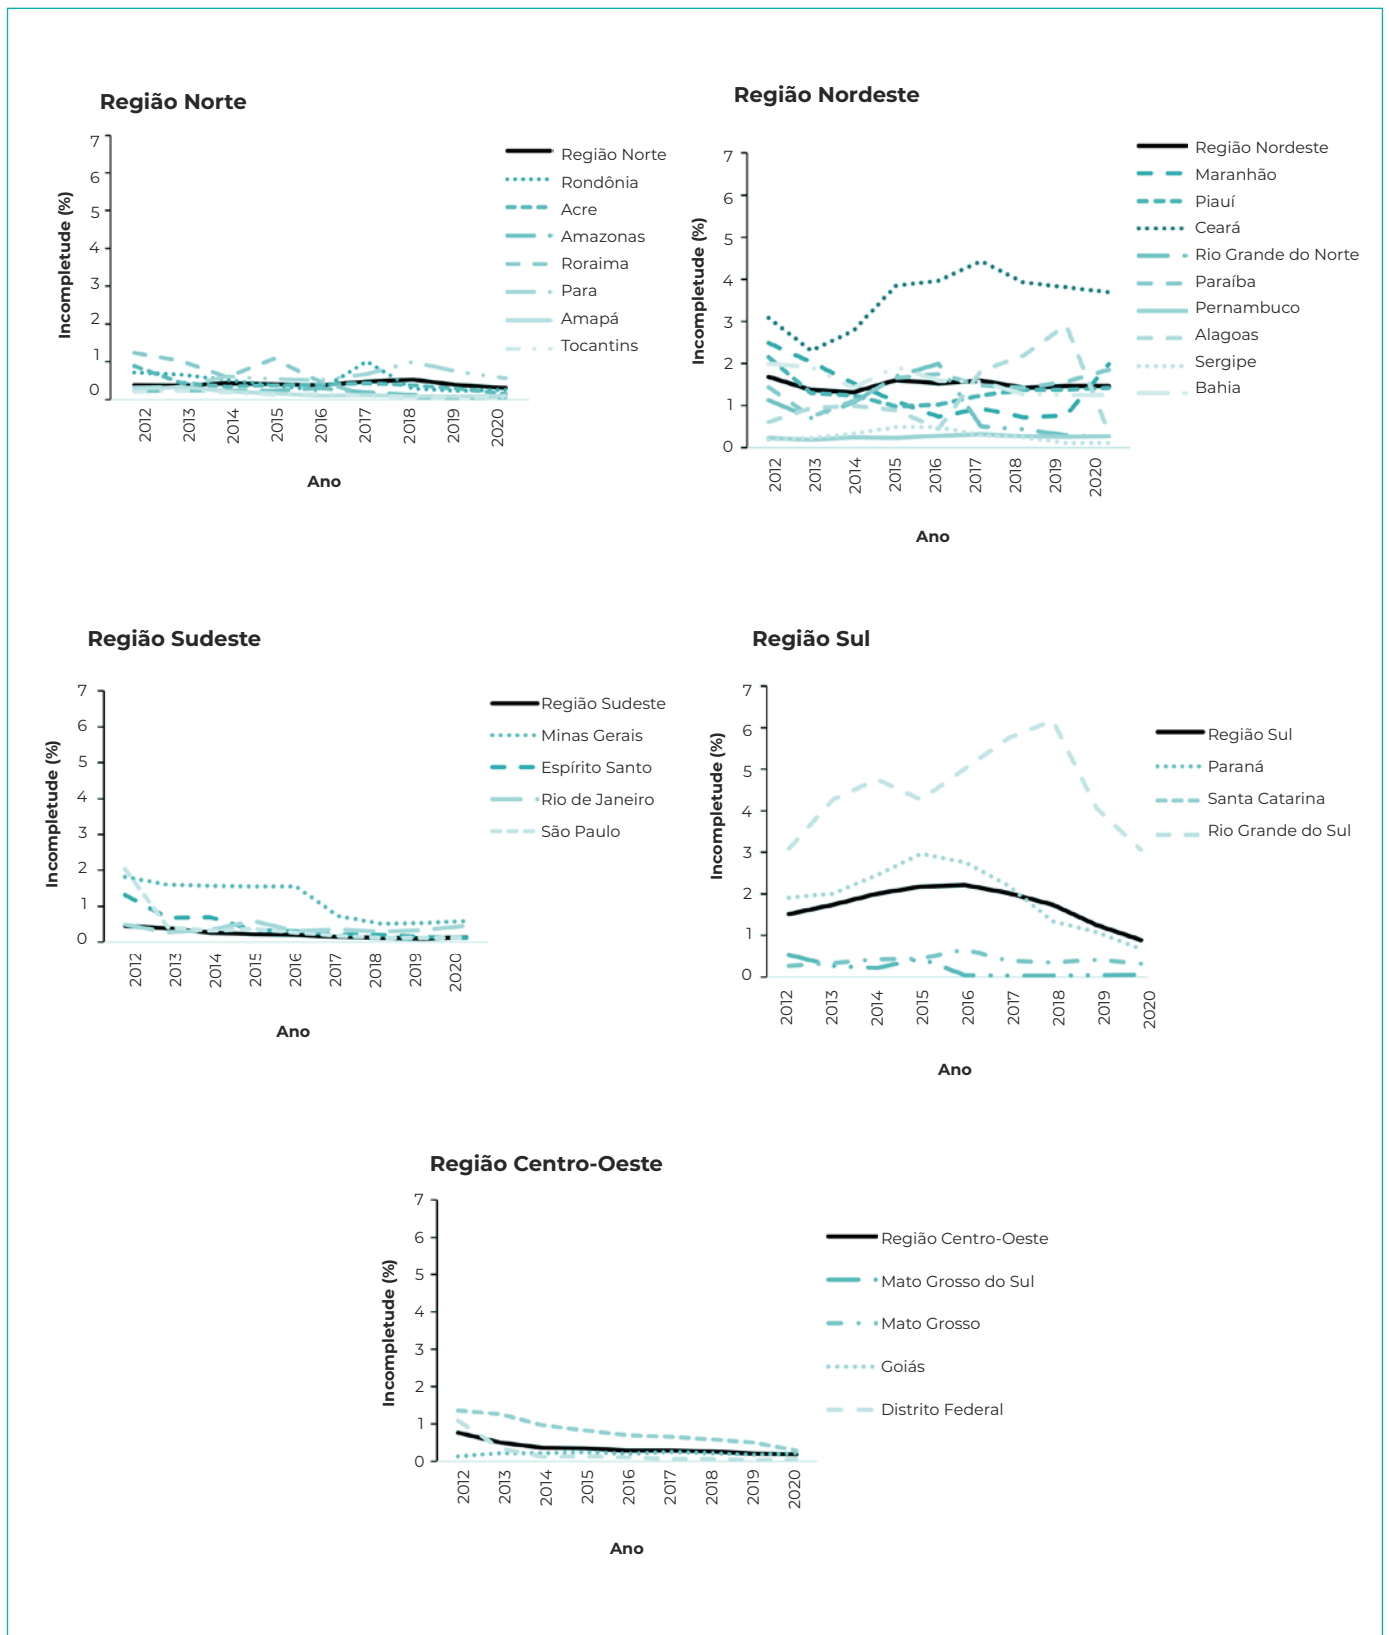 Região Norte
Incompletude (%)
7
6
5
4
3
2
1
0
2012
2013
2014
2015
2016
2017
2018
2019
2020
Ano
Região Norte
Rondônia
Acre
Amazonas
Roraima
Para
Amapá
Tocantins
Região Nordeste
Incompletude (%)
7
6
5
4
3
2
1
0
2012
2013
2014
2015
2016
2017
2018
2019
2020
Ano
Região Nordeste
Maranhão
Piauí
Ceará
Rio Grande do Norte
Paraíba
Pernambuco
Alagoas
Sergipe
Bahia
Região Sudeste
Incompletude (%)
7
6
5
4
3
2
1
0
2012
2013
2014
2015
2016
2017
2018
2019
2020
Ano
Região Sudeste
Minas Gerais
Espírito Santo
Rio de Janeiro
São Paulo
Região Sul
Incompletude (%)
7
6
5
4
3
2
1
0
2012
2013
2014
2015
2016
2017
2018
2019
2020
Ano
Região Sul
Paraná
Santa Catarina
Rio Grande do Sul
Região Centro-Oeste
Incompletude (%)
7
6
5
4
3
2
1
0
2012
2013
2014
2015
2016
2017
2018
2019
2020
Ano
Região Centro-Oeste
Mato Grosso do Sul
Mato Grosso
Goiás
Distrito Federal